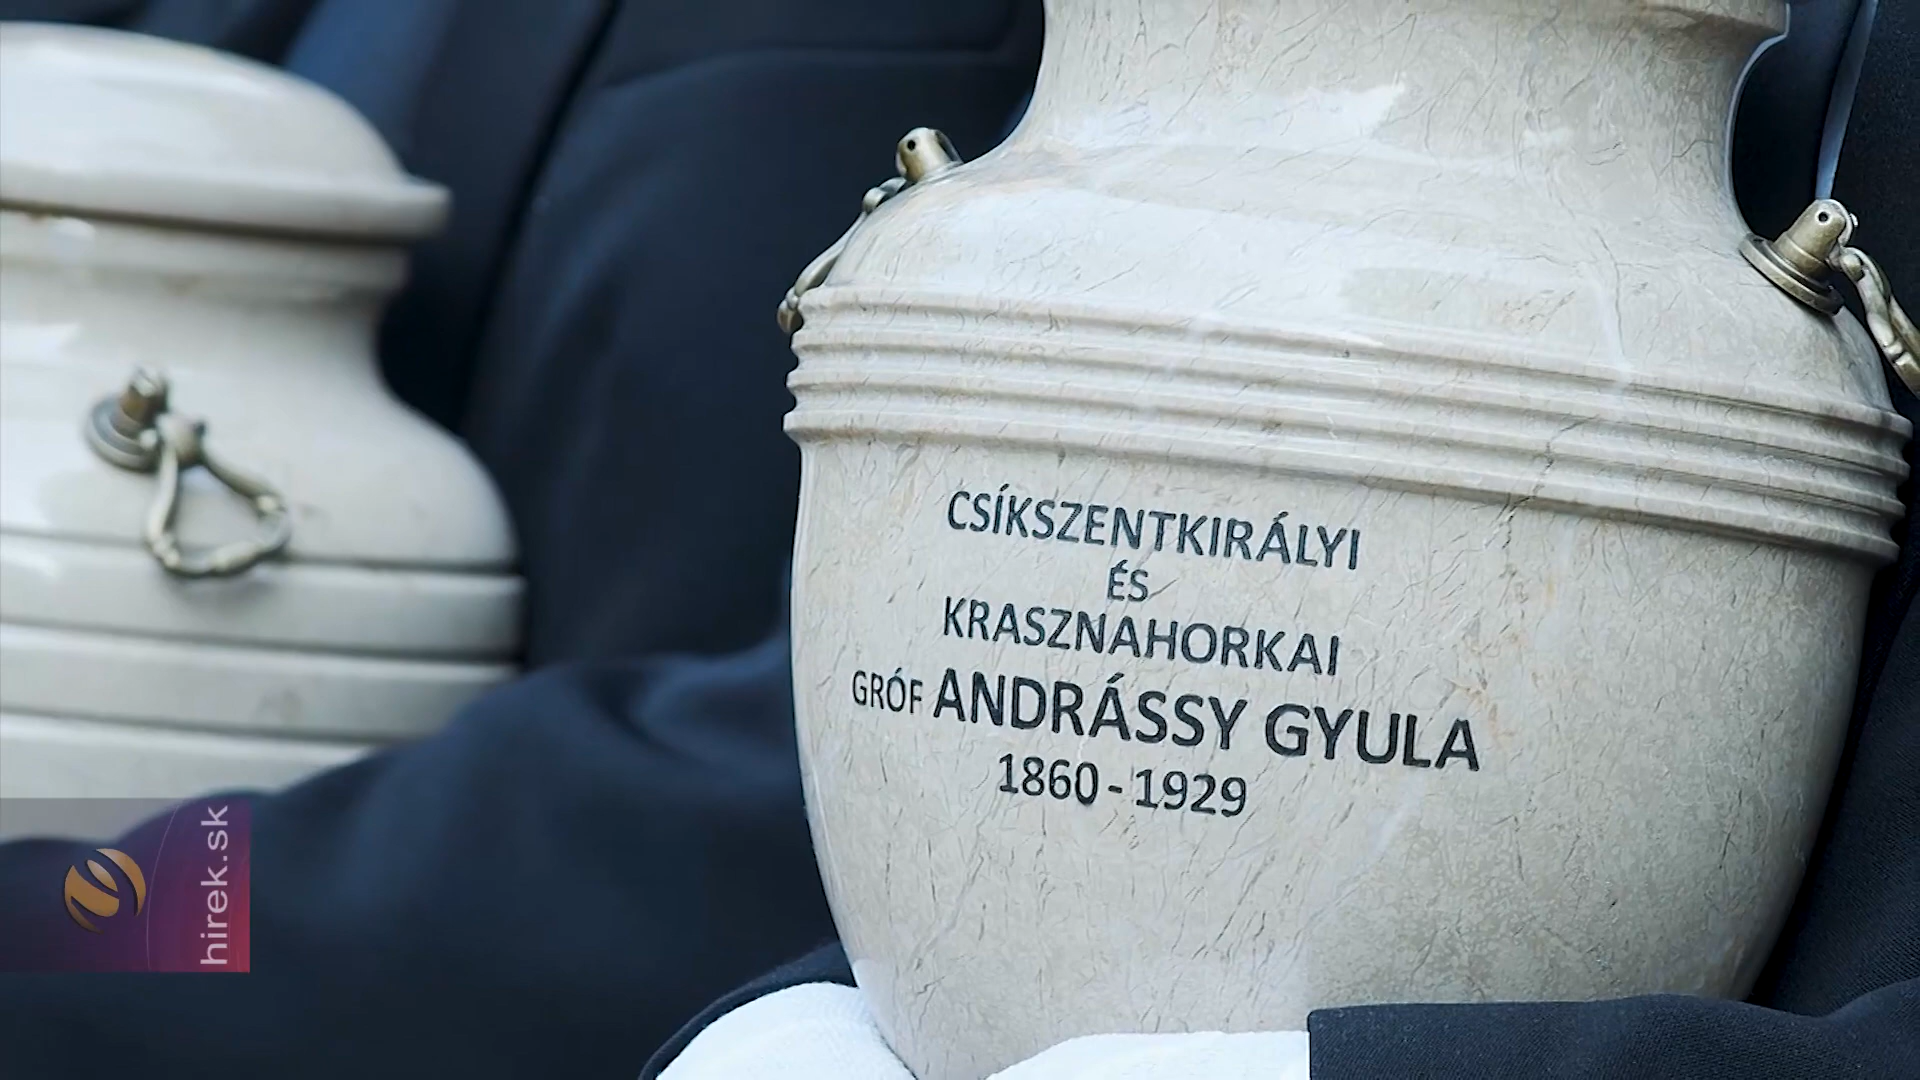 CSÍKSZENTKIRÁLYI
ÉS
KRASZNAHORKAI
GRÓF ANDRÁSSY GYULA
1860 - 1929
hirek.sk